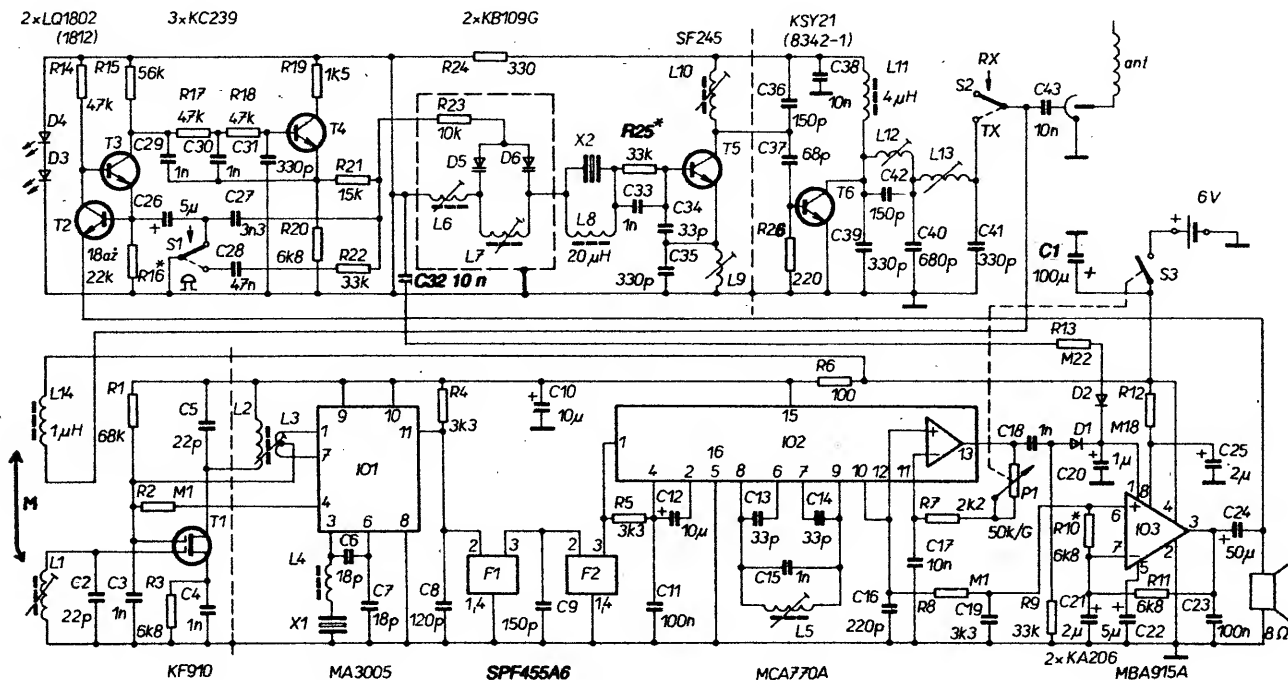 2xLQ1802
(1812)
3xKC239
2xKB109G
KSY21
(8342-1)
SF245
R14
47k
R15
56k
R17
47k
R18
47k
R19
1k5
T4
R24
330
R23
10k
D5
D6
L6
L7
X2
R25*
33k
L8
20μH
C33
1n
C34
33p
C35
330p
L10
T5
L9
C36
150p
C37
68p
C38
10n
L11
4μH
L12
L13
C42
150p
T6
R26
220
C39
330p
C40
680p
C41
330p
S2
RX
TX
C43
10n
ant
6V
C1
100μ
S3
D4
D3
T3
T2
C29
1n
C30
1n
C31
330p
R21
15k
C26
5μ
C27
3n3
S1
C28
47n
R20
6k8
R22
33k
18až
22k
R16*
C32 10n
R13
M22
L14
1μH
M
R1
68k
C5
22p
L2
L3
R2
M1
T1
L1
C2
22p
C3
1n
R3
6k8
C4
1n
KF910
9
10
1
7
11
4
3
6
8
IO1
R4
3k3
L4
C6
18p
C7
18p
X1
C8
120p
MA3005
C10
10μ
2
3
F1
1,4
C9
150p
2
3
F2
1,4
SPF455A6
R6
100
15
IO2
1
16
4
2
5
8
6
7
9
10
12
11
13
R5
3k3
C12
10μ
C11
100n
C13
33p
C14
33p
C15
1n
L5
MCA770A
C18
1n
P1
50k/G
R7
2k2
C17
10n
C16
220p
R8
M1
C19
3k3
R9
33k
D2
D1
M18
C20
1μ
R12
C25
2μ
1
8
4
6
7
5
3
2
IO3
R10*
6k8
R11
6k8
C21
2μ
C22
5μ
C23
100n
C24
50μ
8Ω
2xKA206
MBA915A